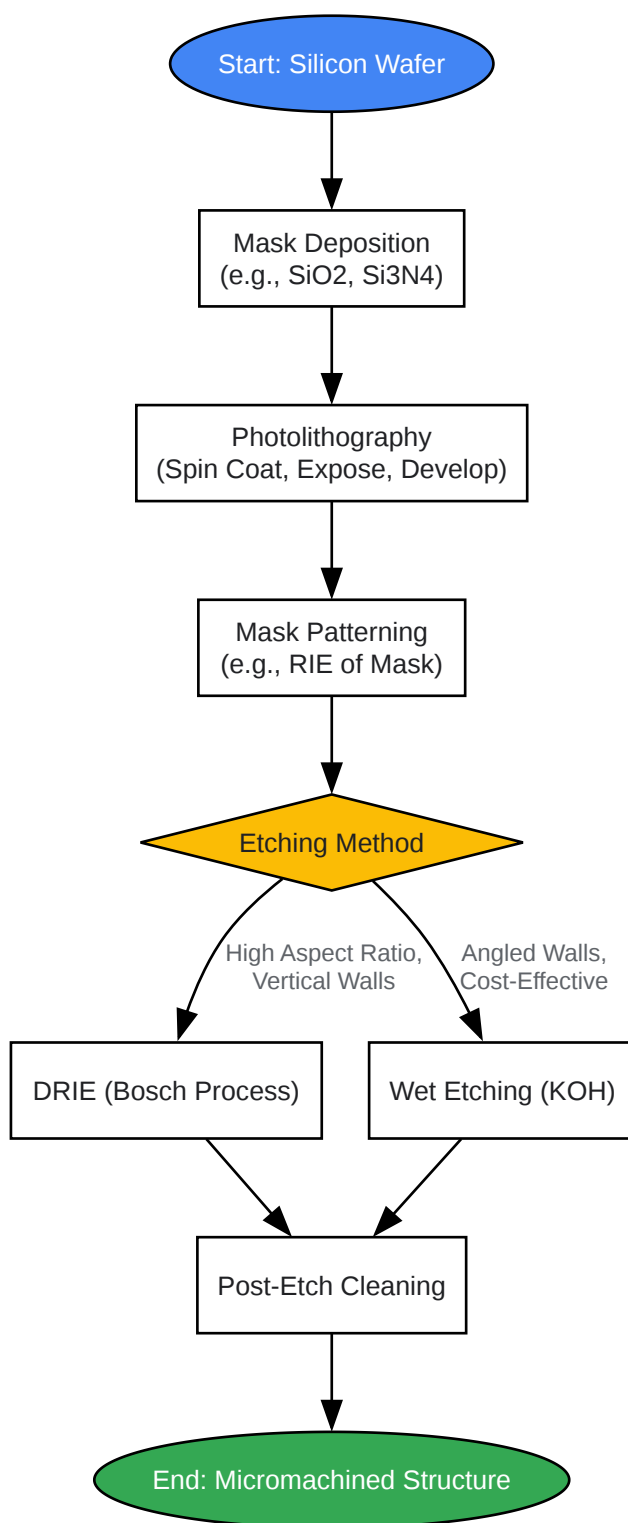 Start: Silicon Wafer
Mask Deposition
(e.g., SiO2, Si3N4)
Photolithography
(Spin Coat, Expose, Develop)
Mask Patterning
(e.g., RIE of Mask)
Etching Method
High Aspect Ratio,
Vertical Walls
Angled Walls,
Cost-Effective
DRIE (Bosch Process)
Wet Etching (KOH)
Post-Etch Cleaning
End: Micromachined Structure